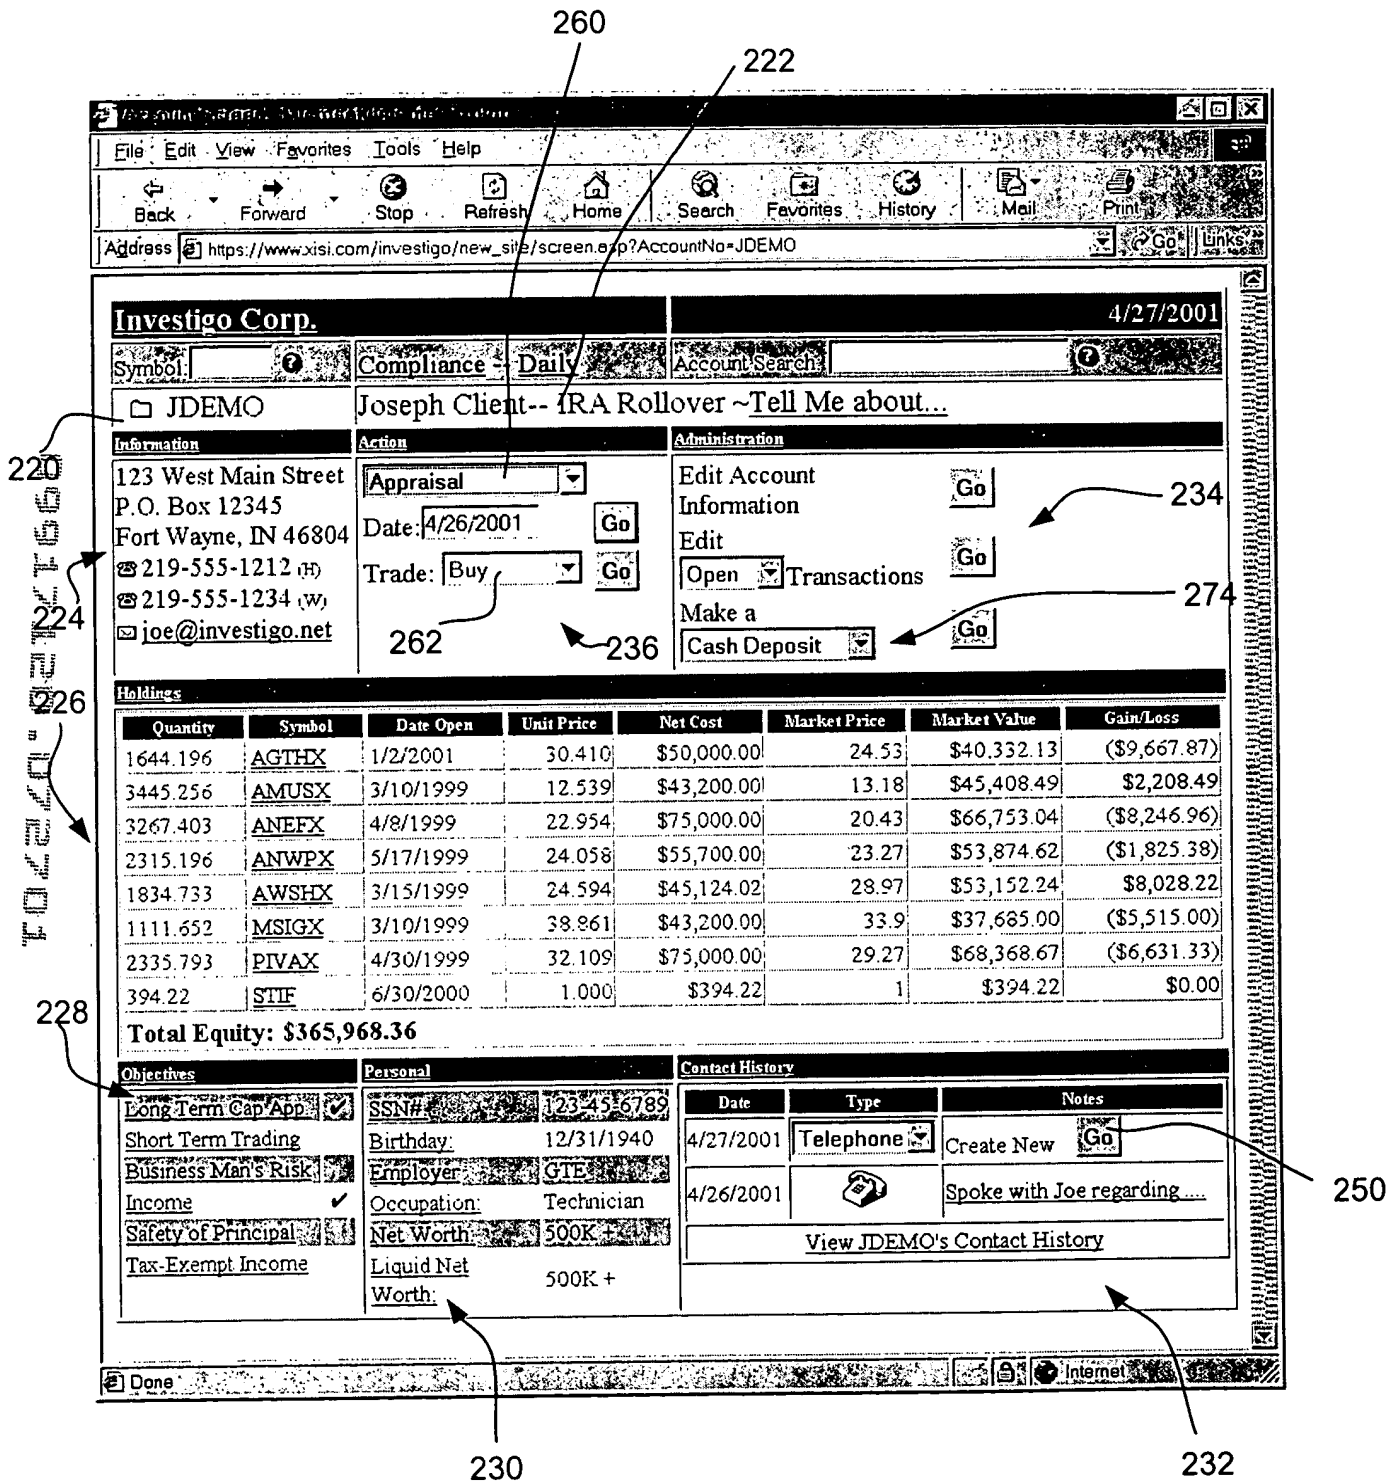 260
222
File Edit View Favorites Tools Help
Back Forward Stop Refresh Home Search Favorites History Mail Print
Address https://www.xisi.com/investigo/new_site/screen.asp?AccountNo=JDEMO Go Links
Investigo Corp. 4/27/2001
Symbol: Compliance -- Daily Account Search:
JDEMO Joseph Client-- IRA Rollover ~Tell Me about...
Information Action Administration
220
123 West Main Street
P.O. Box 12345
Fort Wayne, IN 46804
219-555-1212 (H)
219-555-1234 (W)
joe@investigo.net
224
Appraisal
Date: 4/26/2001 Go
Trade: Buy Go
262
236
Edit Account Information Go
234
Edit
Open Transactions Go
274
Make a
Cash Deposit Go
226
Holdings
Quantity Symbol Date Open Unit Price Net Cost Market Price Market Value Gain/Loss
1644.196 AGTHX 1/2/2001 30.410 $50,000.00 24.53 $40.332.13 ($9,667.87)
3445.256 AMUSX 3/10/1999 12.539 $43,200.00 13.18 $45,408.49 $2,208.49
3267.403 ANEFX 4/8/1999 22.954 $75,000.00 20.43 $66,753.04 ($8,246.96)
2315.196 ANWPX 5/17/1999 24.058 $55,700.00 23.27 $53,874.62 ($1,825.38)
1834.733 AWSHX 3/15/1999 24.594 $45,124.02 28.97 $53,152.24 $8,028.22
1111.652 MSIGX 3/10/1999 38.861 $43,200.00 33.9 $37,685.00 ($5,515.00)
2335.793 PIVAX 4/30/1999 32.109 $75,000.00 29.27 $68,368.67 ($6,631.33)
394.22 STIF 6/30/2000 1.000 $394.22 1 $394.22 $0.00
228
Total Equity: $365,968.36
Objectives Personal Contact History
Long Term Cap App ✔
Short Term Trading
Business Man's Risk
Income ✔
Safety of Principal
Tax-Exempt Income
SSN#: 123-45-6789
Birthday: 12/31/1940
Employer GTE
Occupation: Technician
Net Worth: 500K +
Liquid Net Worth: 500K +
Date Type Notes
4/27/2001 Telephone Create New Go
4/26/2001 Spoke with Joe regarding ....
View JDEMO's Contact History
250
Done Internet
230
232